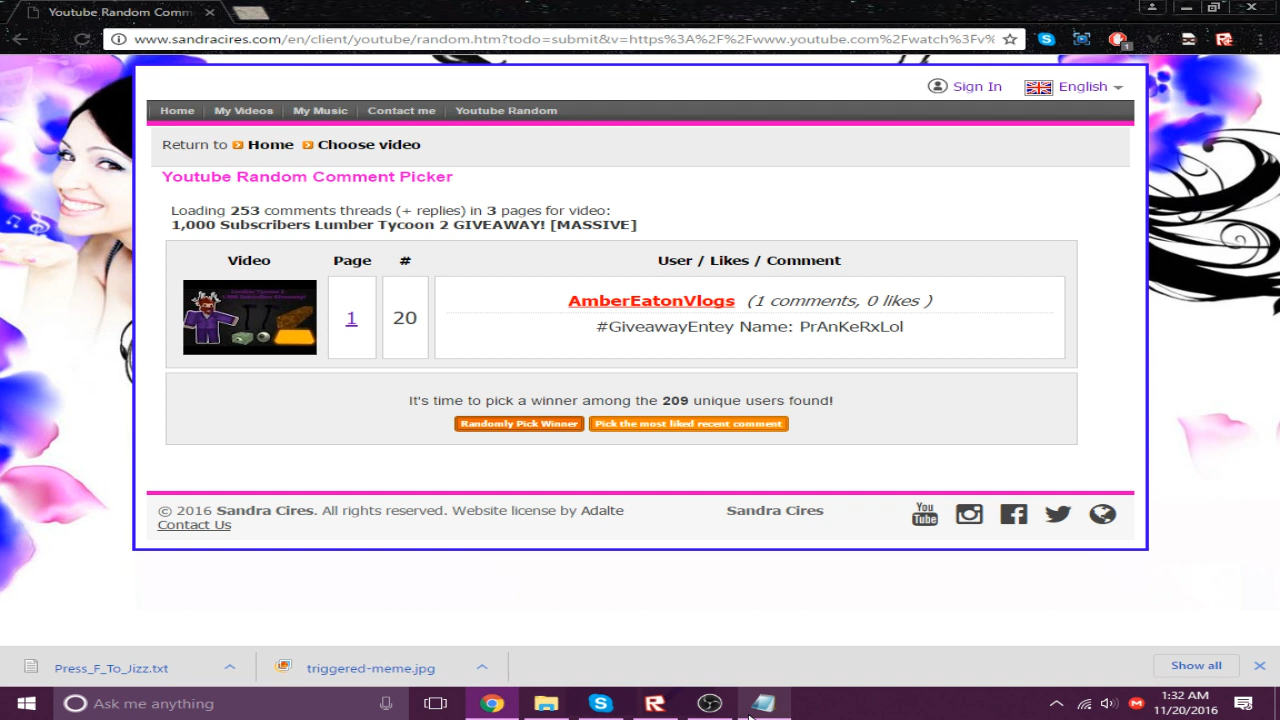 Youtube Random Comm
www.sandracires.com/en/client/youtube/random.htm?todo=submit&v=https%3A%2F%2Fwww.youtube.com%2Fwatch%3Fv%
1
Sign In English
Home My Videos My Music Contact me Youtube Random
Return to Home Choose video
Youtube Random Comment Picker
Loading 253 comments threads (+ replies) in 3 pages for video:
1,000 Subscribers Lumber Tycoon 2 GIVEAWAY! [MASSIVE]
Video Page # User / Likes / Comment
AmberEatonVlogs (1 comments, 0 likes )
1 20
#GiveawayEntey Name: PrAnKeRxLol
It's time to pick a winner among the 209 unique users found!
Randomly Pick Winner Pick the most liked recent comment
© 2016 Sandra Cires. All rights reserved. Website license by Adalte Sandra Cires You Tube
Contact Us
Press_F_To_Jizz.txt triggered-meme.jpg Show all
Ask me anything
1:32 AM
11/20/2016